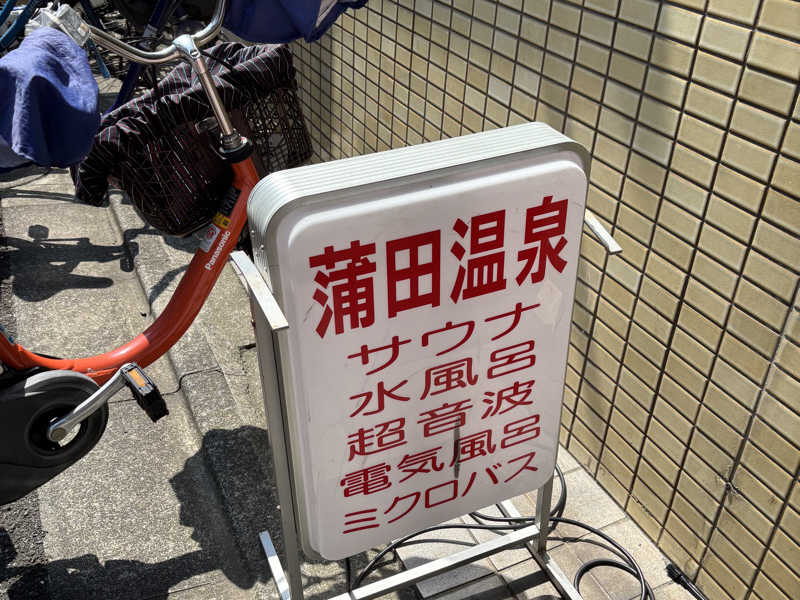 蒲田温泉
サウナ
水風呂
超音波
電気風呂
ミクロバス
Panasonic